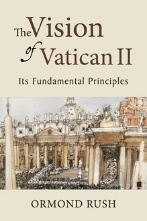 The Vision
of Vatican II
Its Fundamental Principles
ORMOND RUSH